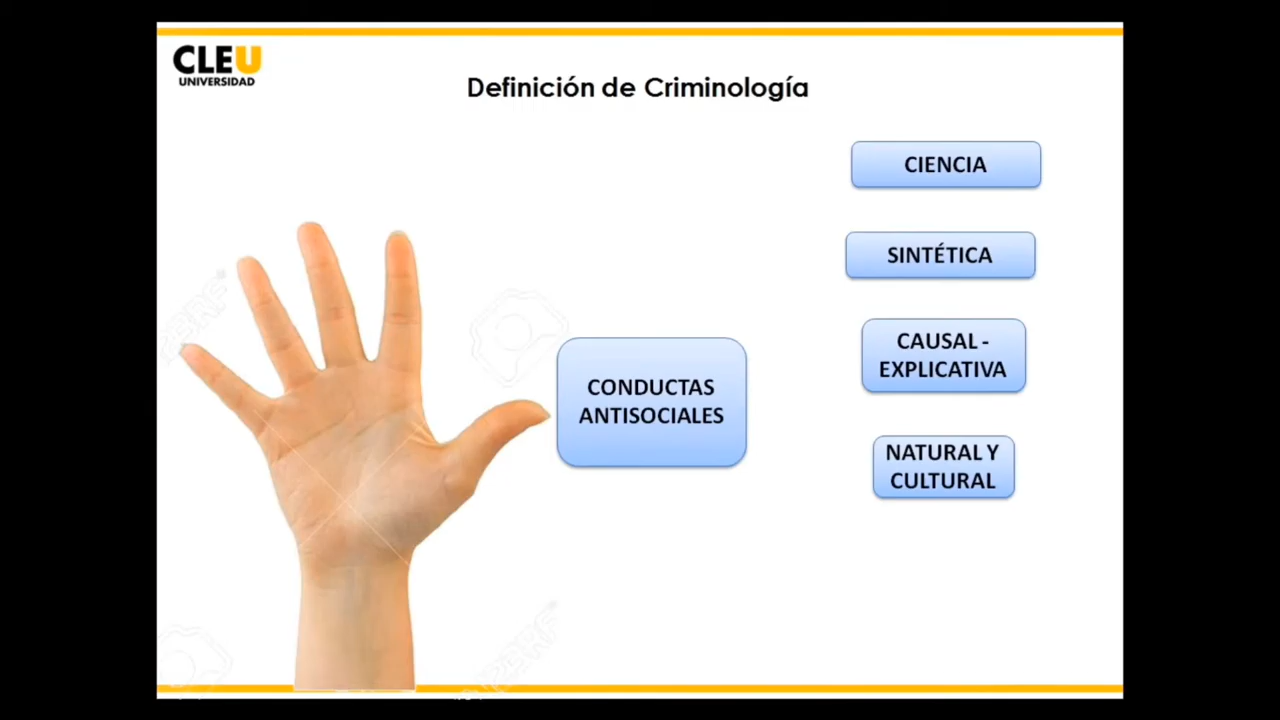 CLEU
UNIVERSIDAD
Definición de Criminología
CIENCIA
SINTÉTICA
CAUSAL -
EXPLICATIVA
CONDUCTAS
ANTISOCIALES
NATURAL Y
CULTURAL